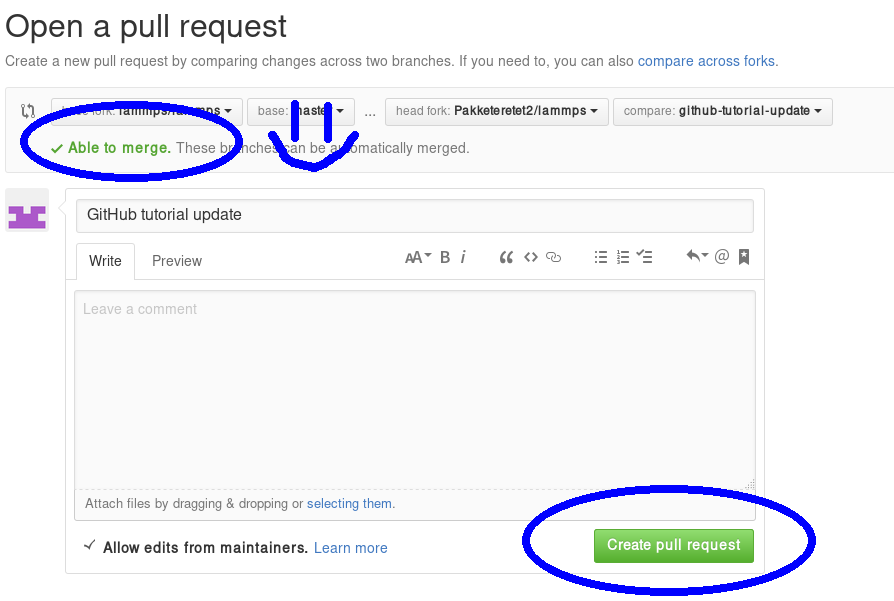 Open a pull request
Create a new pull request by comparing changes across two branches. If you need to, you can also compare across forks.
fork: lammps/lammps base: master ... head fork: Pakketeretet2/lammps compare: github-tutorial-update
Able to merge. These branches can be automatically merged.
GitHub tutorial update
Write Preview AA B i @
Leave a comment
Attach files by dragging & dropping or selecting them.
Allow edits from maintainers. Learn more Create pull request